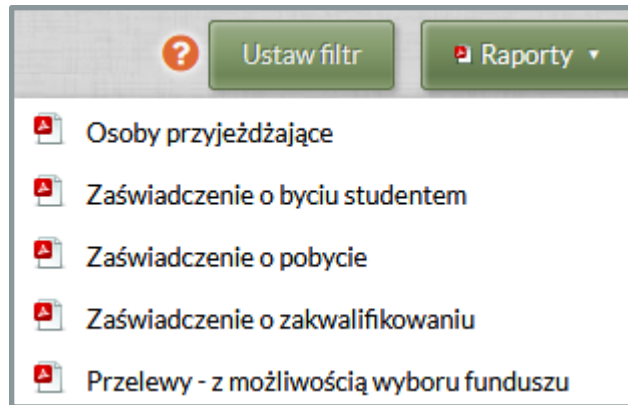 ? Ustaw filtr Raporty
Osoby przyjeżdżające
Zaświadczenie o byciu studentem
Zaświadczenie o pobycie
Zaświadczenie o zakwalifikowaniu
Przelewy - z możliwością wyboru funduszu